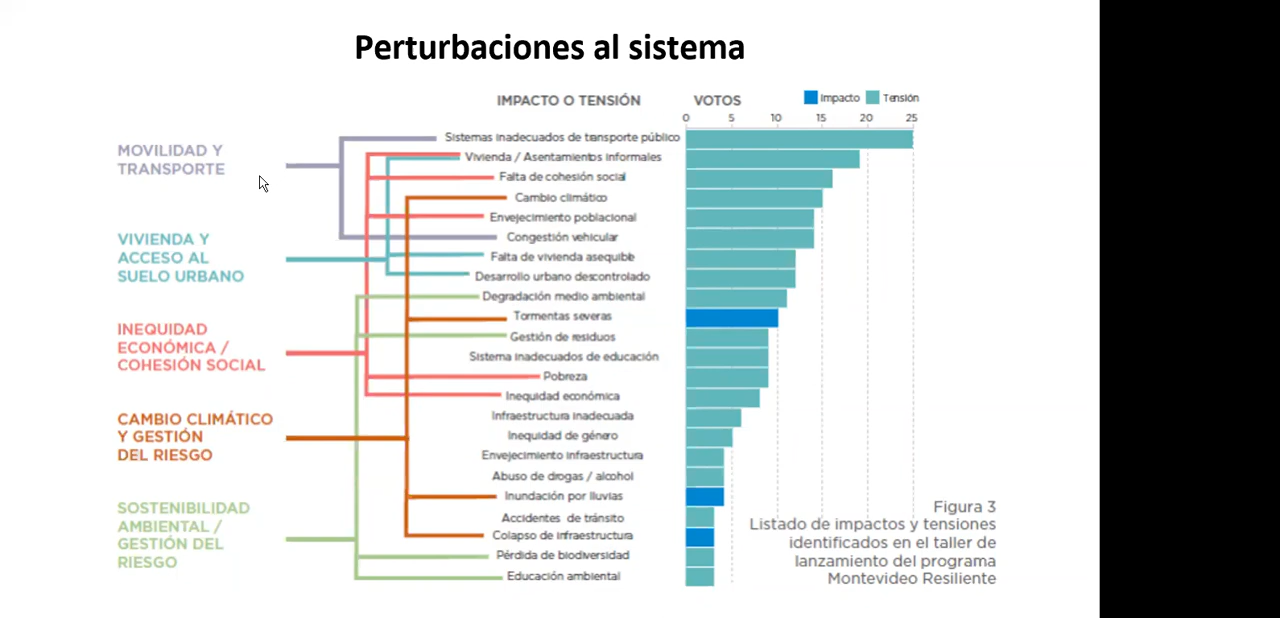 Perturbaciones al sistema
IMPACTO O TENSIÓN
VOTOS
Impacto
Tensión
0 5 10 15 20 25
MOVILIDAD Y
TRANSPORTE
VIVIENDA Y
ACCESO AL
SUELO URBANO
INEQUIDAD
ECONÓMICA /
COHESIÓN SOCIAL
CAMBIO CLIMÁTICO
Y GESTIÓN
DEL RIESGO
SOSTENIBILIDAD
AMBIENTAL /
GESTIÓN DEL
RIESGO
Sistemas inadecuados de transporte público
Vivienda / Asentamientos informales
Falta de cohesión social
Cambio climático
Envejecimiento poblacional
Congestión vehicular
Falta de vivienda asequible
Desarrollo urbano descontrolado
Degradación medio ambiental
Tormentas severas
Gestión de residuos
Sistema inadecuados de educación
Pobreza
Inequidad económica
Infraestructura inadecuada
Inequidad de género
Envejecimiento infraestructura
Abuso de drogas / alcohol
Inundación por lluvias
Accidentes de tránsito
Colapso de infraestructura
Pérdida de biodiversidad
Educación ambiental
Figura 3
Listado de impactos y tensiones
identificados en el taller de
lanzamiento del programa
Montevideo Resiliente